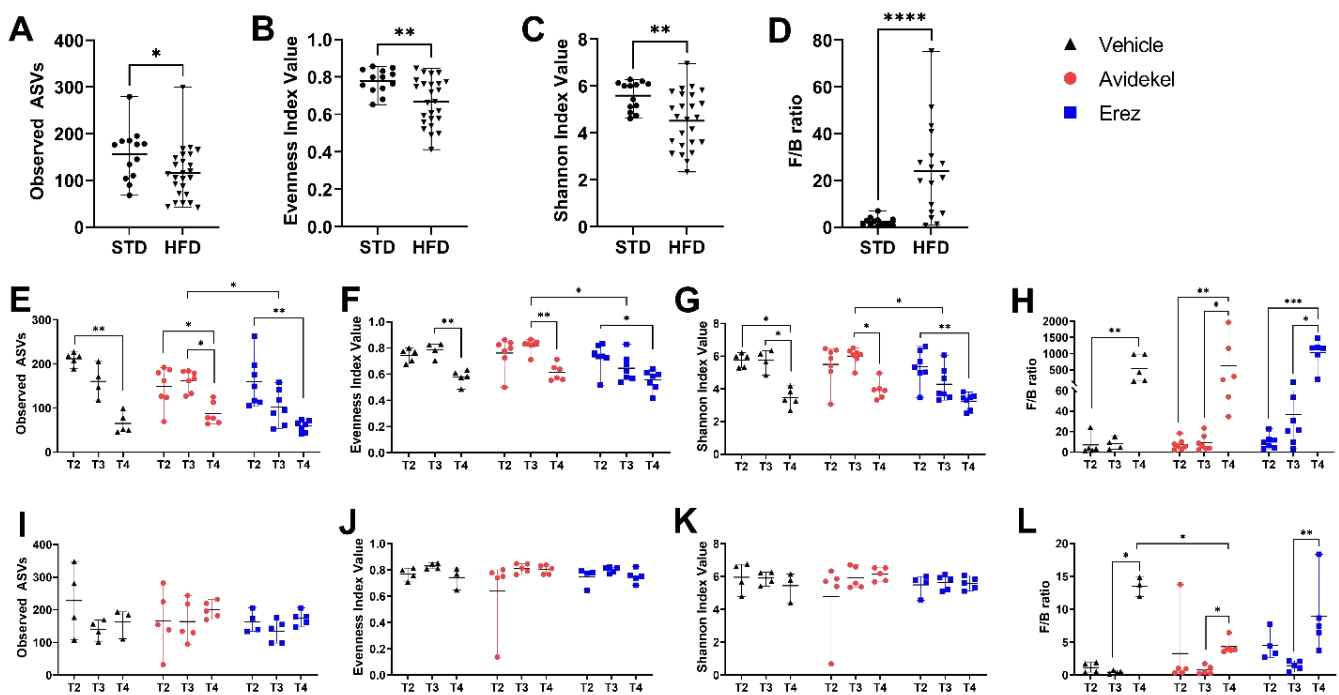 A
Observed ASVs
400
300
200
100
0
*
STD HFD
B
Evenness Index Value
1.0
0.8
0.6
0.4
0.2
0.0
**
STD HFD
C
Shannon Index Value
8
6
4
2
0
**
STD HFD
D
F/B ratio
80
60
40
20
0
****
STD HFD
Vehicle
Avidekel
Erez
E
Observed ASVs
300
200
100
0
*
** * **
*
T2 T3 T4 T2 T3 T4 T2 T3 T4
F
Evenness Index Value
1.0
0.8
0.6
0.4
0.2
0.0
*
** ** *
T2 T3 T4 T2 T3 T4 T2 T3 T4
G
Shannon Index Value
8
6
4
2
0
*
* * **
*
T2 T3 T4 T2 T3 T4 T2 T3 T4
H
F/B ratio
2000
1500
1000
500
60
40
20
0
** ** ***
* *
T2 T3 T4 T2 T3 T4 T2 T3 T4
I
Observed ASVs
400
300
200
100
0
T2 T3 T4 T2 T3 T4 T2 T3 T4
J
Evenness Index Value
1.0
0.8
0.6
0.4
0.2
0.0
T2 T3 T4 T2 T3 T4 T2 T3 T4
K
Shannon Index Value
8
6
4
2
0
T2 T3 T4 T2 T3 T4 T2 T3 T4
L
F/B ratio
20
15
10
5
0
*
* **
*
T2 T3 T4 T2 T3 T4 T2 T3 T4